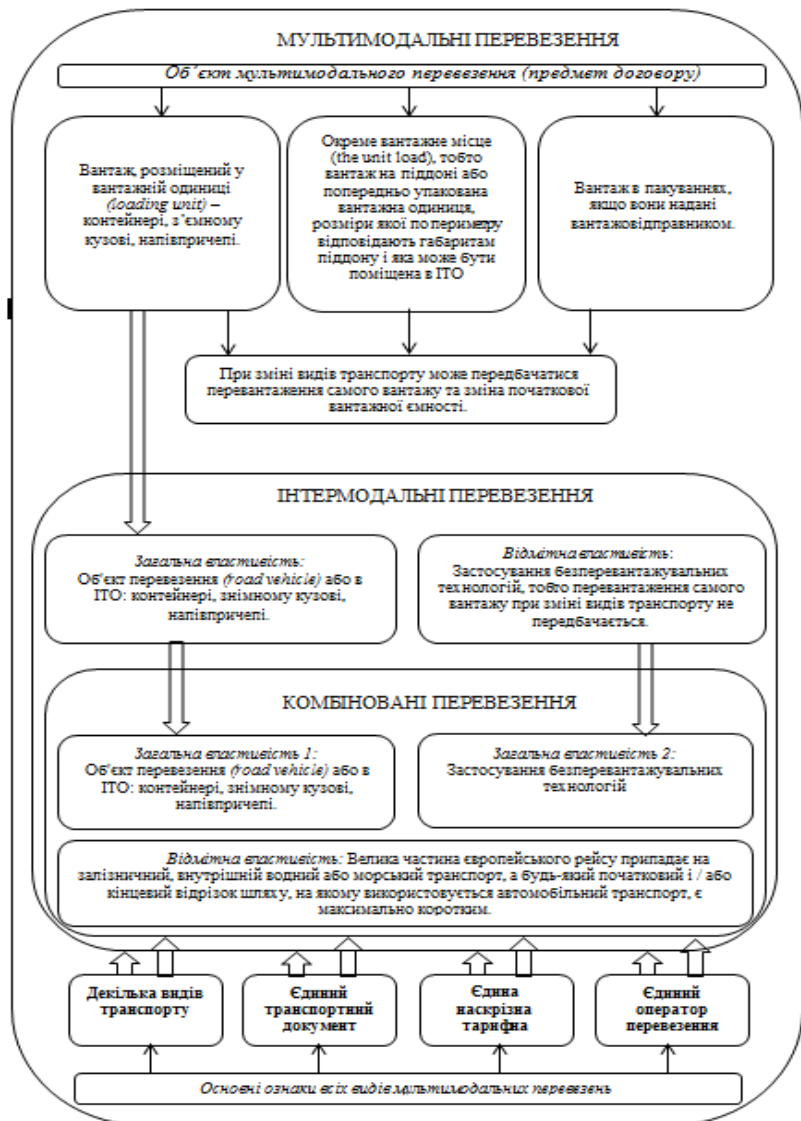 МУЛЬТИМОДАЛЬНІ ПЕРЕВЕЗЕННЯ
Об'єкт мультимодального перевезення (предмет договору)
Вантаж, розміщений у
вантажній одиниці
(loading unit) –
контейнері, з'ємному
кузові, напівпричепі.
Окреме вантажне місце
(the unit load), тобто
вантаж на піддоні або
попередньо упакована
вантажна одиниця,
розміри якої по периметру
відповідають габаритам
піддону і яка може бути
поміщена в ІТО
Вантаж в пакуваннях,
якщо вони надані
вантажовідправником.
При зміні видів транспорту може передбачатися
перевантаження самого вантажу та зміна початкової
вантажної ємності.
ІНТЕРМОДАЛЬНІ ПЕРЕВЕЗЕННЯ
Загальна властивість:
Об'єкт перевезення (road vehicle) або в
ІТО: контейнері, знімному кузові,
напівпричепі.
Відмітна властивість:
Застосування безперевантажувальних
технологій, тобто перевантаження самого
вантажу при зміні видів транспорту не
передбачається.
КОМБІНОВАНІ ПЕРЕВЕЗЕННЯ
Загальна властивість 1:
Об'єкт перевезення (road vehicle) або в
ІТО: контейнері, знімному кузові,
напівпричепі.
Загальна властивість 2:
Застосування безперевантажувальних
технологій
Відмітна властивість: Велика частина європейського рейсу припадає на
залізничний, внутрішній водний або морський транспорт, а будь-який початковий і / або
кінцевий відрізок шляху, на якому використовується автомобільний транспорт, є
максимально коротким.
Декілька видів
транспорту
Єдиний
транспортний
документ
Єдина
наскрізна
тарифна
Єдиний
оператор
перевезення
Основні ознаки всіх видів мультимодальних перевезень